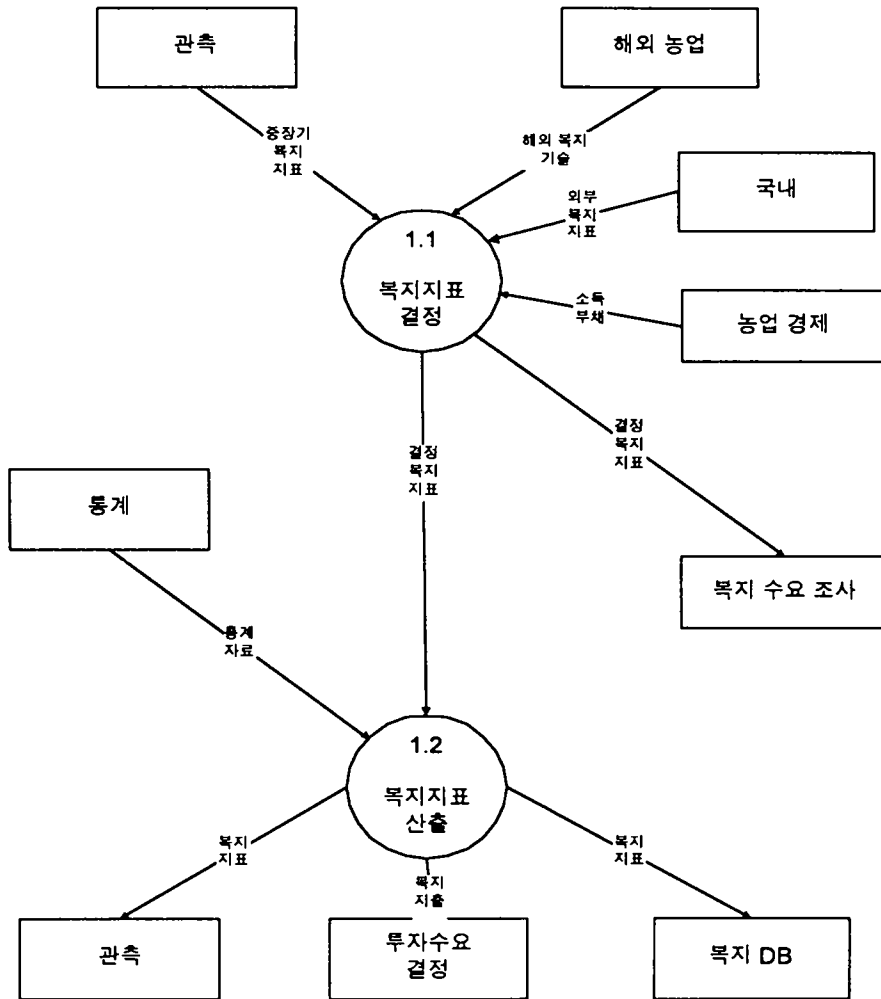 관측
해외 농업
중장기
복지
지표
해외 복지
기술
국내
외부
복지
지표
1.1
복지지표
결정
소득
부채
농업 경제
결정
복지
지표
결정
복지
지표
통계
복지 수요 조사
통계
자료
1.2
복지지표
산출
복지
지표
복지
지표
복지
지출
관측
투자수요
결정
복지 DB